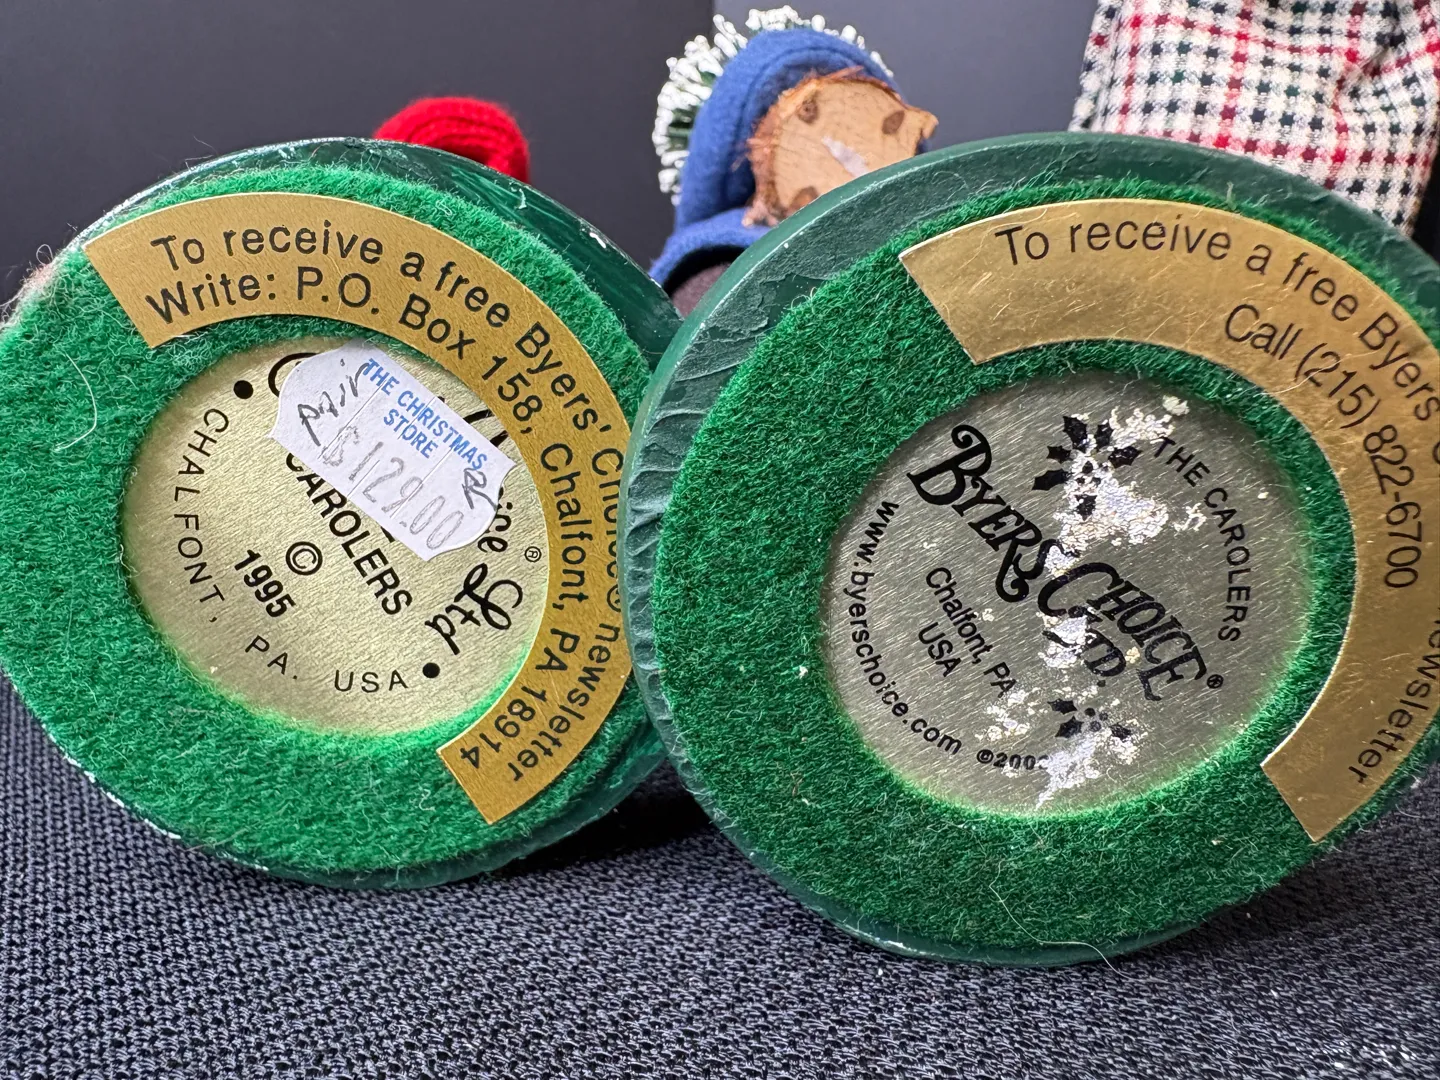 To receive a free Byers' Choice® newsletter
Write: P.O. Box 158, Chalfont, PA 18914
THE CHRISTMAS
STORE
$129.00
Ltd
®
CAROLERS
©
1995
CHALFONT, PA. USA
To receive a free Byers'
newsletter
Call (215) 822-6700
THE CAROLERS
BYERS' CHOICE
LTD.
®
Chalfont, PA
USA
www.byerschoice.com